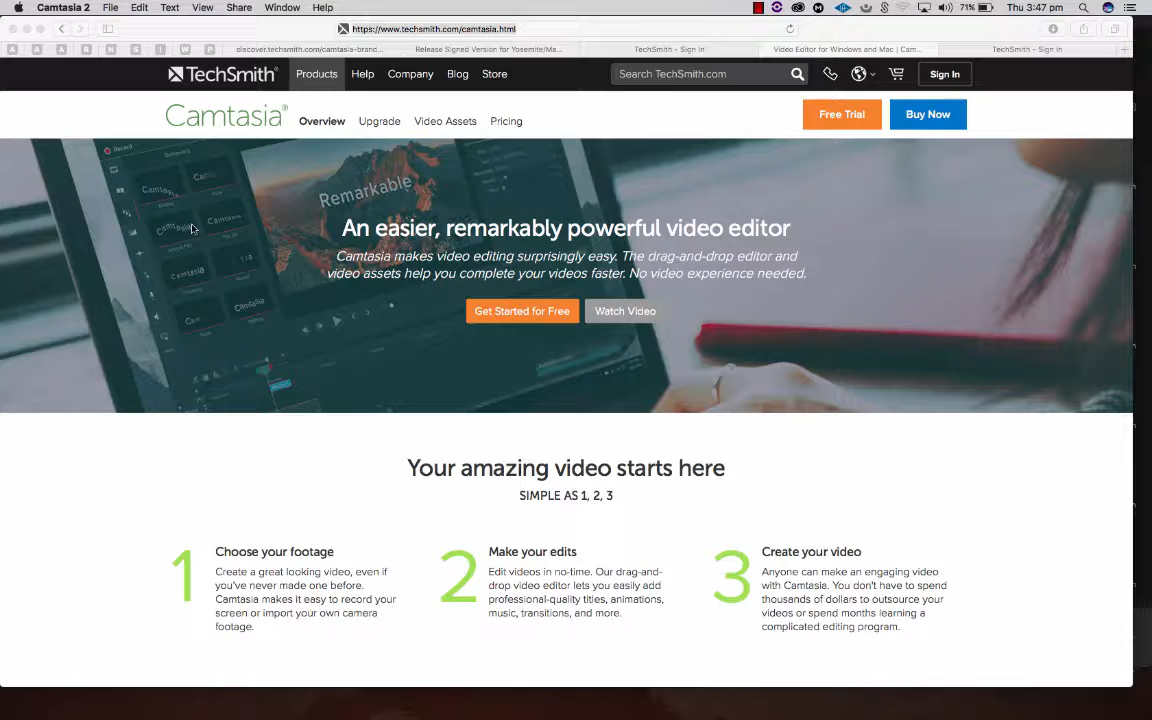 Camtasia 2 File Edit Text View Share Window Help 71% Thu 3:47 pm
https://www.techsmith.com/camtasia.html
A A A R N S I W P discover.techsmith.com/camtasia-brand... Release Signed Version for Yosemite/Ma... TechSmith - Sign In Video Editor for Windows and Mac | Cam... TechSmith - Sign In
TechSmith® Products Help Company Blog Store Search TechSmith.com Sign In
Camtasia® Overview Upgrade Video Assets Pricing Free Trial Buy Now
Record
Remarkable
An easier, remarkably powerful video editor
Camtasia makes video editing surprisingly easy. The drag-and-drop editor and
video assets help you complete your videos faster. No video experience needed.
Get Started for Free Watch Video
Your amazing video starts here
SIMPLE AS 1, 2, 3
1 Choose your footage
Create a great looking video, even if
you've never made one before.
Camtasia makes it easy to record your
screen or import your own camera
footage.
2 Make your edits
Edit videos in no-time. Our drag-and-
drop video editor lets you easily add
professional-quality titles, animations,
music, transitions, and more.
3 Create your video
Anyone can make an engaging video
with Camtasia. You don't have to spend
thousands of dollars to outsource your
videos or spend months learning a
complicated editing program.